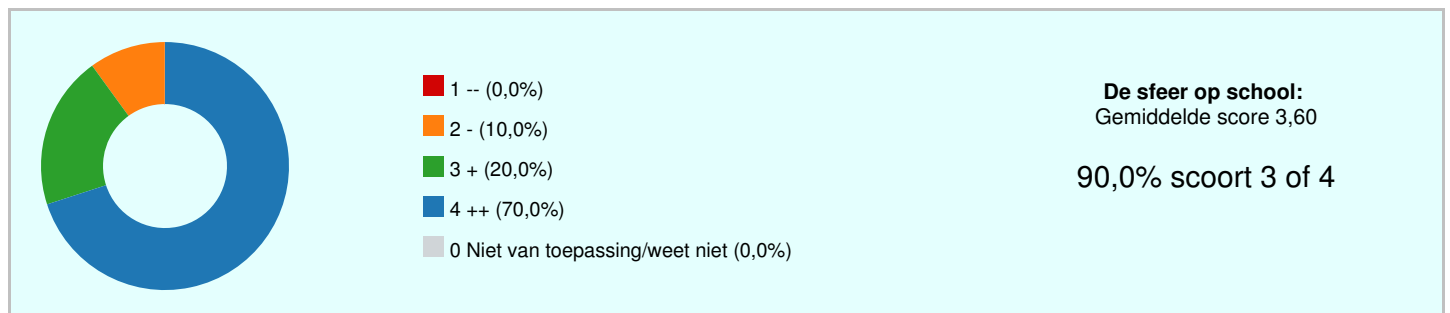 1 -- (0,0%)
2 - (10,0%)
3 + (20,0%)
4 ++ (70,0%)
0 Niet van toepassing/weet niet (0,0%)
De sfeer op school:
Gemiddelde score 3,60
90,0% scoort 3 of 4